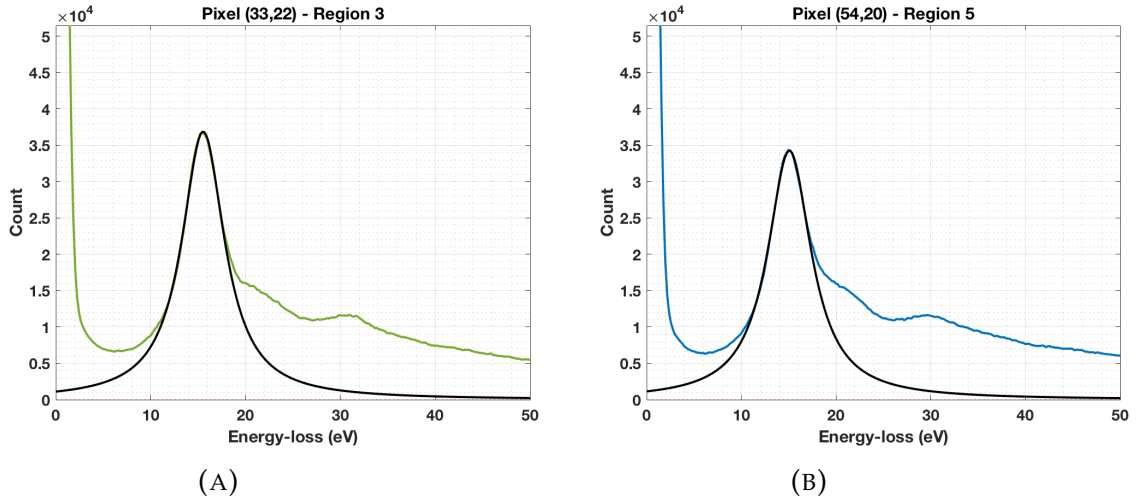 Pixel (33,22) - Region 3
×10⁴
5
4.5
4
3.5
3
2.5
2
1.5
1
0.5
0
Count
0 10 20 30 40 50
Energy-loss (eV)
(A)
Pixel (54,20) - Region 5
×10⁴
5
4.5
4
3.5
3
2.5
2
1.5
1
0.5
0
Count
0 10 20 30 40 50
Energy-loss (eV)
(B)